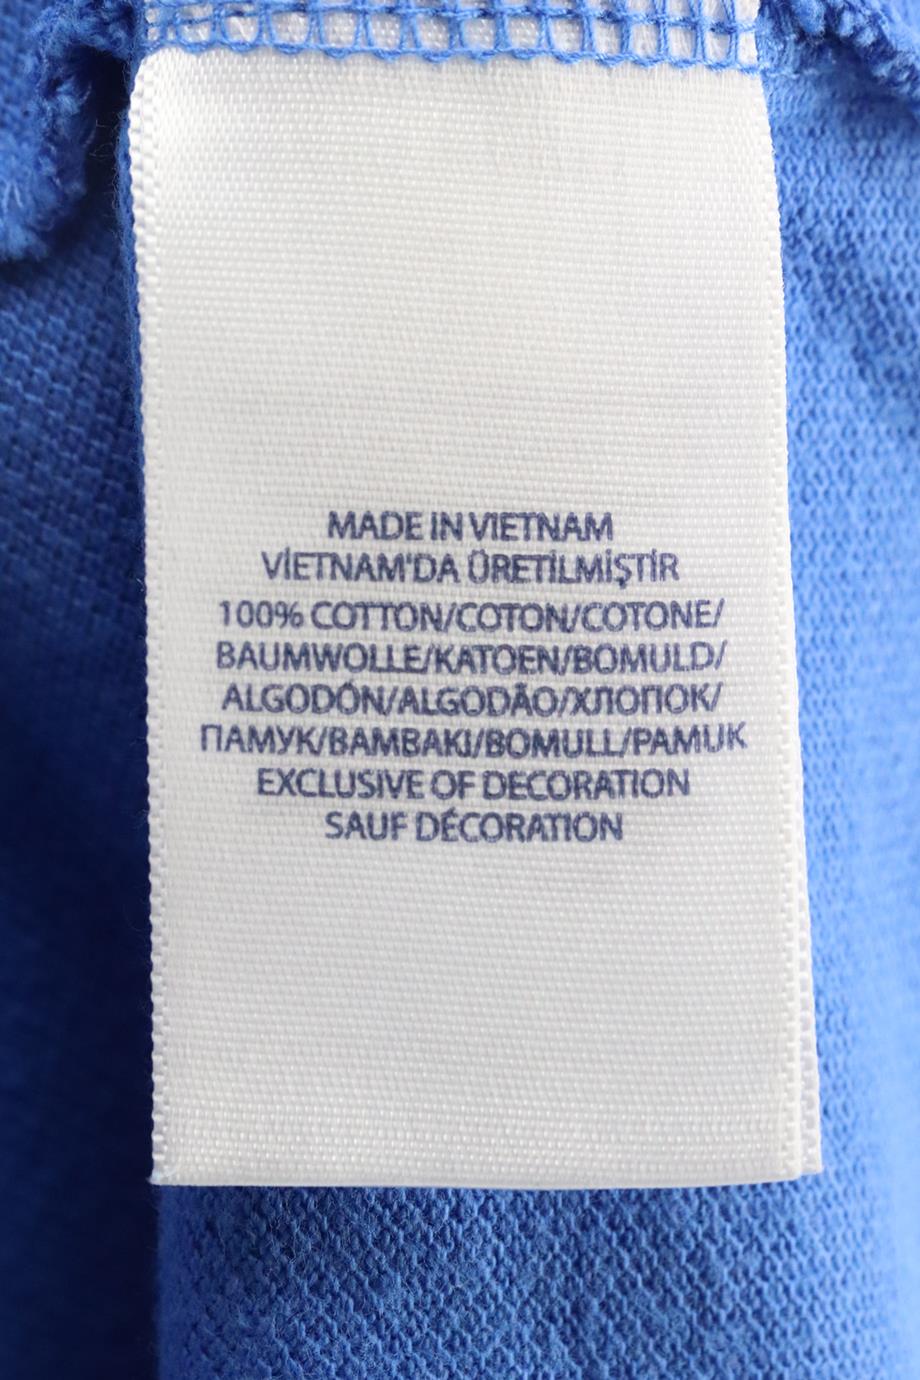 MADE IN VIETNAM
VİETNAM'DA ÜRETİLMİŞTİR
100% COTTON/COTON/COTONE/
BAUMWOLLE/KATOEN/BOMULD/
ALGODÓN/ALGODÃO/ХЛОПОК/
ПАМУК/BAMBAKI/BOMULL/PAMUK
EXCLUSIVE OF DECORATION
SAUF DÉCORATION